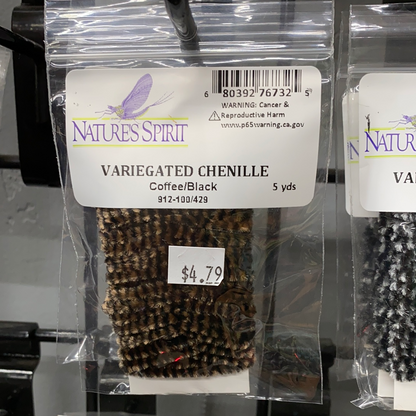 NATURE'S SPIRIT
6 80392 76732 5
WARNING: Cancer &
Reproductive Harm
www.p65warning.ca.gov
VARIEGATED CHENILLE
Coffee/Black
5 yds
912-100/429
$4.79
NATU
VA